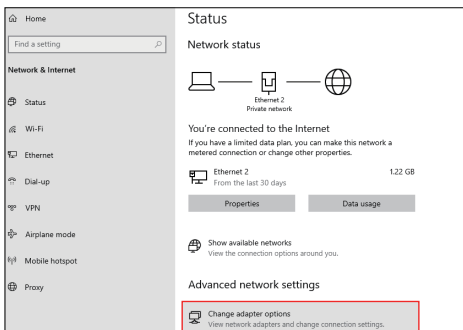 Home
Find a setting
Network & Internet
Status
Wi-Fi
Ethernet
Dial-up
VPN
Airplane mode
Mobile hotspot
Proxy
Status
Network status
Ethernet 2
Private network
You're connected to the Internet
If you have a limited data plan, you can make this network a
metered connection or change other properties.
Ethernet 2 1.22 GB
From the last 30 days
Properties Data usage
Show available networks
View the connection options around you.
Advanced network settings
Change adapter options
View network adapters and change connection settings.